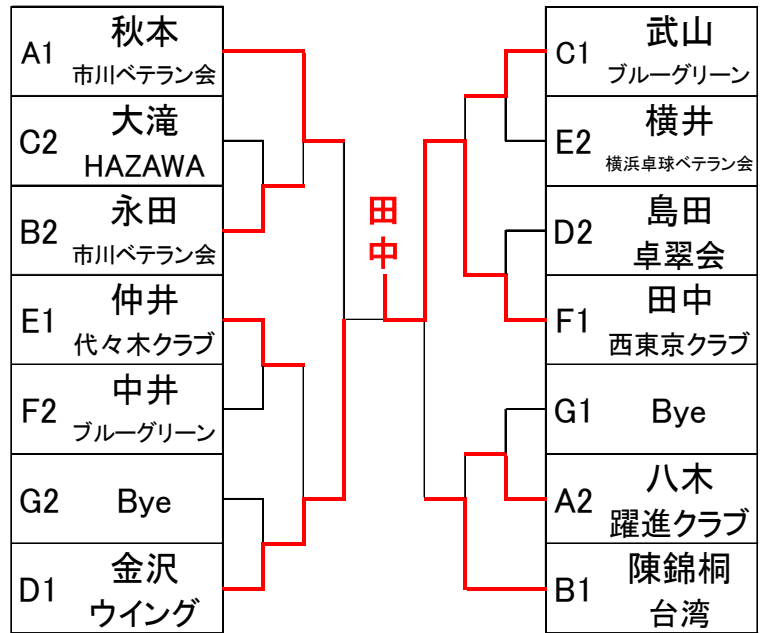 A1
秋本
市川ベテラン会
C2
大滝
HAZAWA
B2
永田
市川ベテラン会
E1
仲井
代々木クラブ
F2
中井
ブルーグリーン
G2
Bye
D1
金沢
ウイング
田中
C1
武山
ブルーグリーン
E2
横井
横浜卓球ベテラン会
D2
島田
卓翠会
F1
田中
西東京クラブ
G1
Bye
A2
八木
躍進クラブ
B1
陳錦桐
台湾